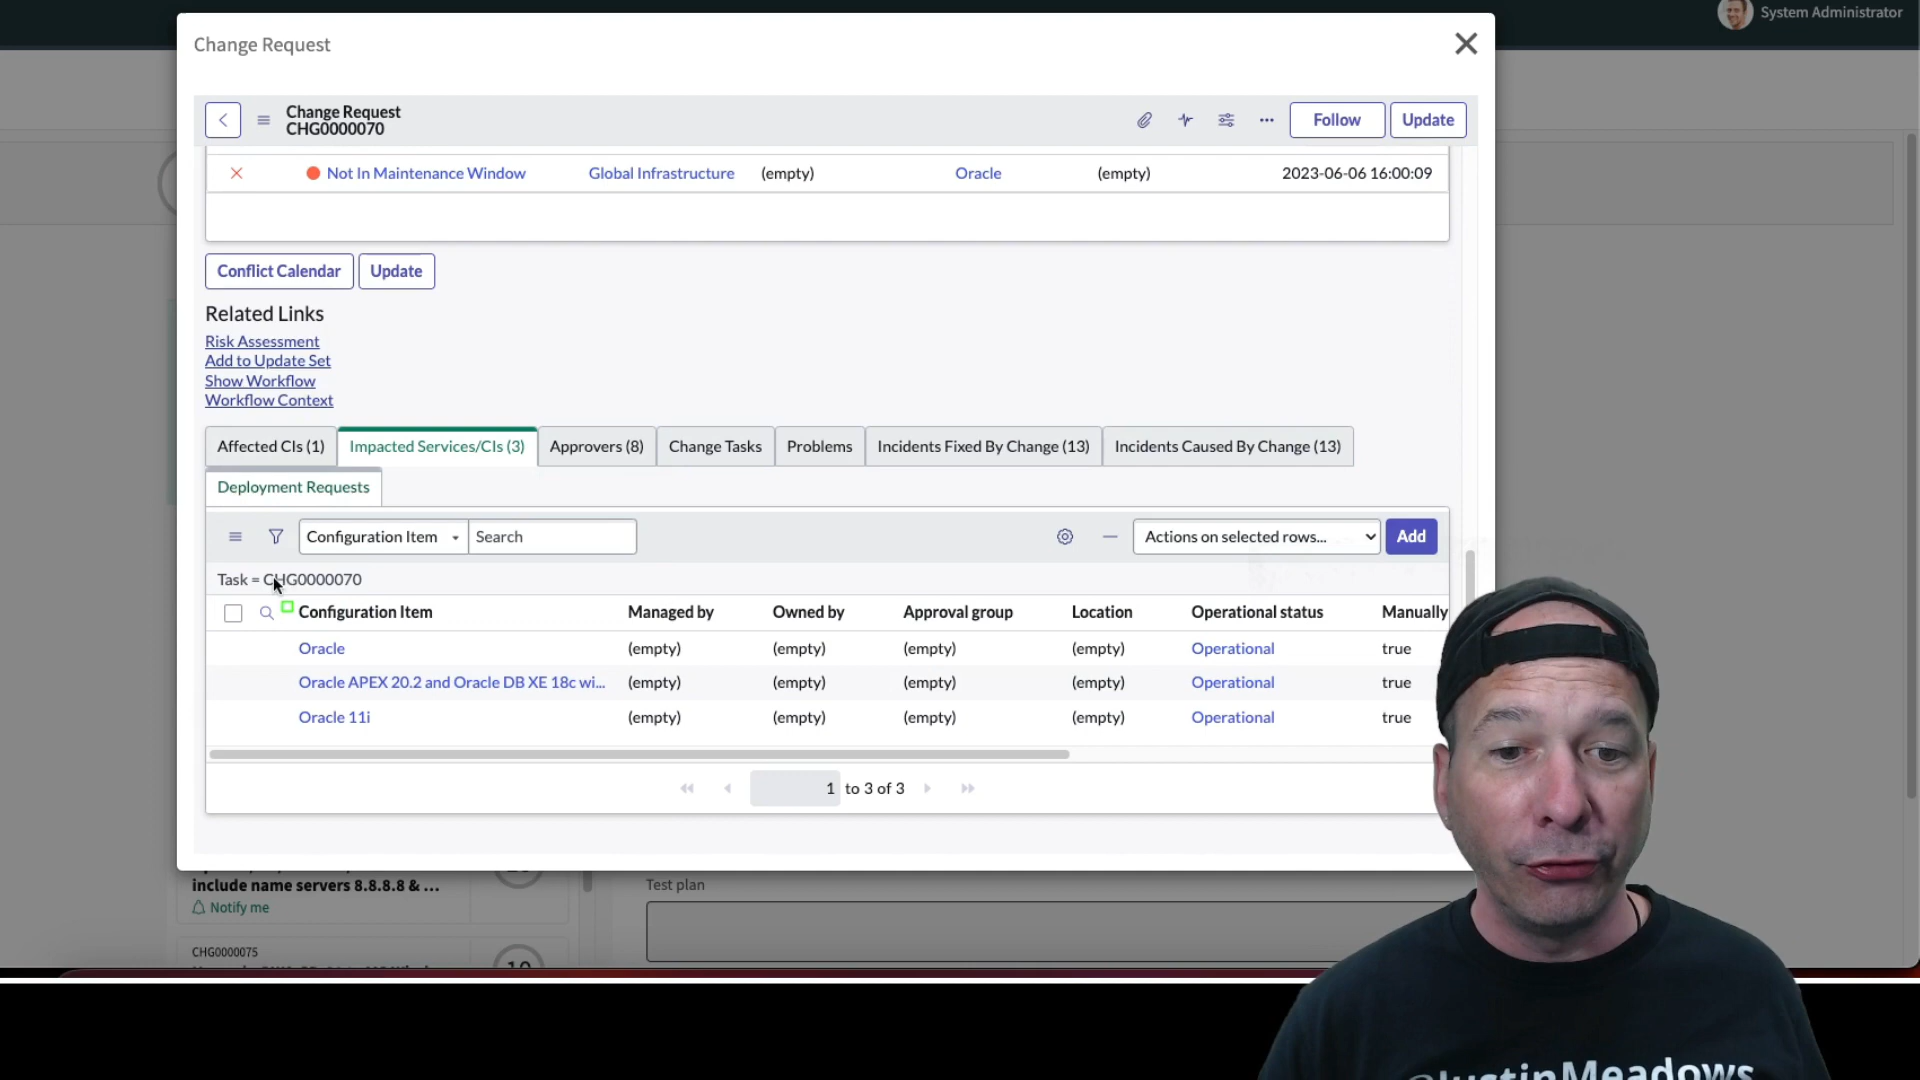 System Administrator
Change Request
Change Request
CHG0000070
Follow
Update
Not In Maintenance Window
Global Infrastructure
(empty)
Oracle
(empty)
2023-06-06 16:00:09
Conflict Calendar
Update
Related Links
Risk Assessment
Add to Update Set
Show Workflow
Workflow Context
Affected CIs (1)
Impacted Services/CIs (3)
Approvers (8)
Change Tasks
Problems
Incidents Fixed By Change (13)
Incidents Caused By Change (13)
Deployment Requests
Configuration Item
Search
Actions on selected rows...
Add
Task = CHG0000070
Configuration Item Managed by Owned by Approval group Location Operational status Manually
Oracle (empty) (empty) (empty) (empty) Operational true
Oracle APEX 20.2 and Oracle DB XE 18c wi... (empty) (empty) (empty) (empty) Operational true
Oracle 11i (empty) (empty) (empty) (empty) Operational true
1 to 3 of 3
include name servers 8.8.8.8 & ...
Notify me
CHG0000075
Test plan
JustinMeadows